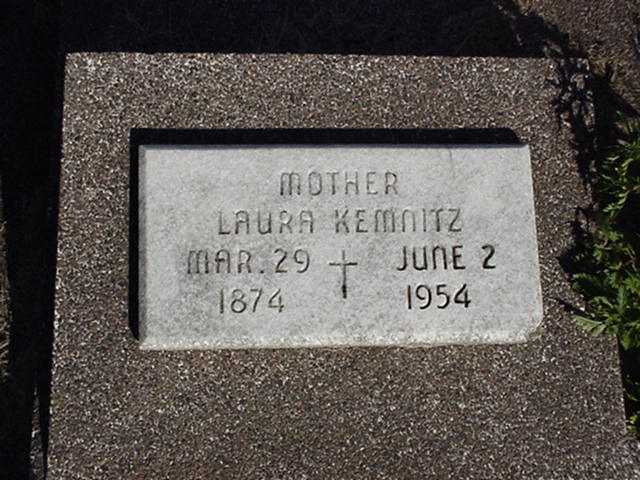 MOTHER
LAURA KEMNITZ
MAR. 29 JUNE 2
1874 1954